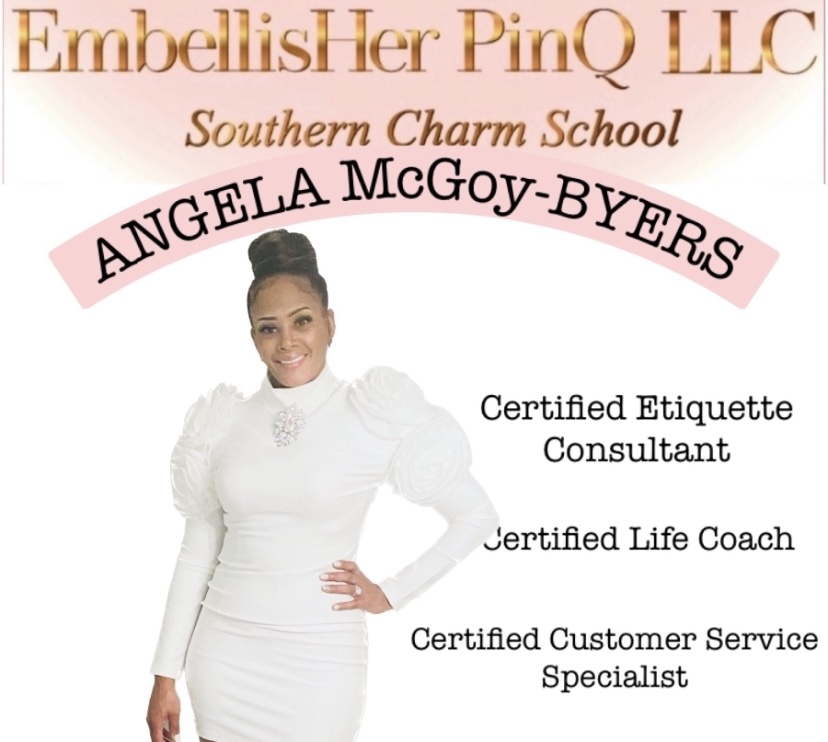 EmbellisHer PinQ LLC
Southern Charm School
ANGELA McGoy-BYERS
Certified Etiquette
Consultant
Certified Life Coach
Certified Customer Service
Specialist